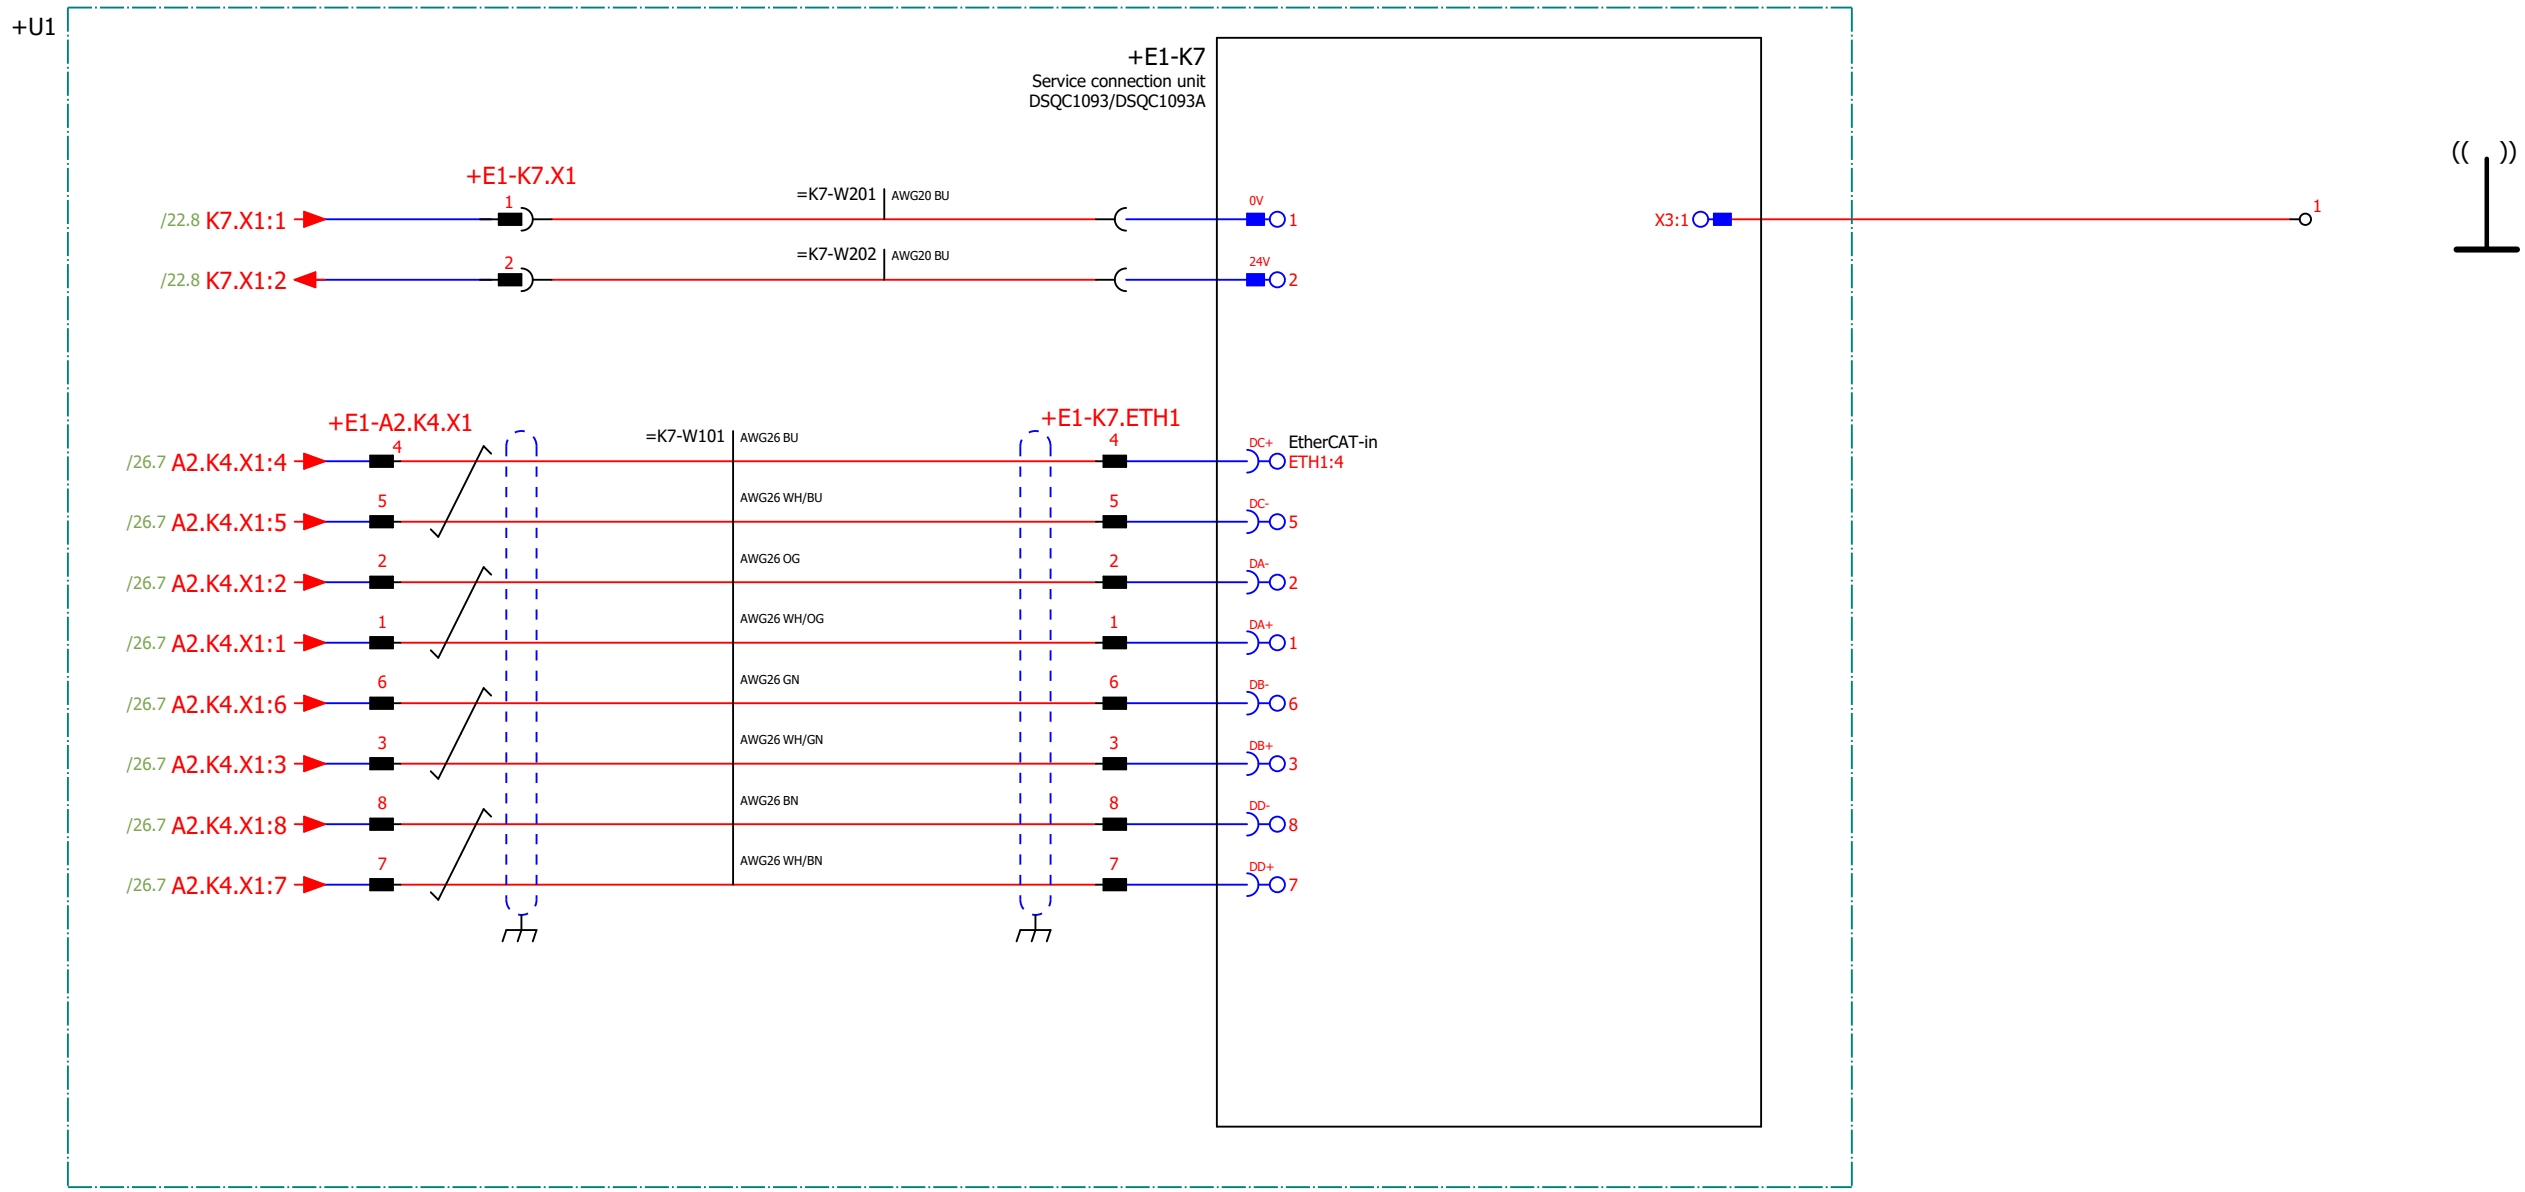 +U1
+E1-K7
Service connection unit
DSQC1093/DSQC1093A
(( ))
+E1-K7.X1
/22.8 K7.X1:1 1 =K7-W201 AWG20 BU 0V 1 X3:1 1
/22.8 K7.X1:2 2 =K7-W202 AWG20 BU 24V 2
+E1-A2.K4.X1 +E1-K7.ETH1
=K7-W101
/26.7 A2.K4.X1:4 4 AWG26 BU 4 DC+ EtherCAT-in
ETH1:4
/26.7 A2.K4.X1:5 5 AWG26 WH/BU 5 DC- 5
/26.7 A2.K4.X1:2 2 AWG26 OG 2 DA- 2
/26.7 A2.K4.X1:1 1 AWG26 WH/OG 1 DA+ 1
/26.7 A2.K4.X1:6 6 AWG26 GN 6 DB- 6
/26.7 A2.K4.X1:3 3 AWG26 WH/GN 3 DB+ 3
/26.7 A2.K4.X1:8 8 AWG26 BN 8 DD- 8
/26.7 A2.K4.X1:7 7 AWG26 WH/BN 7 DD+ 7